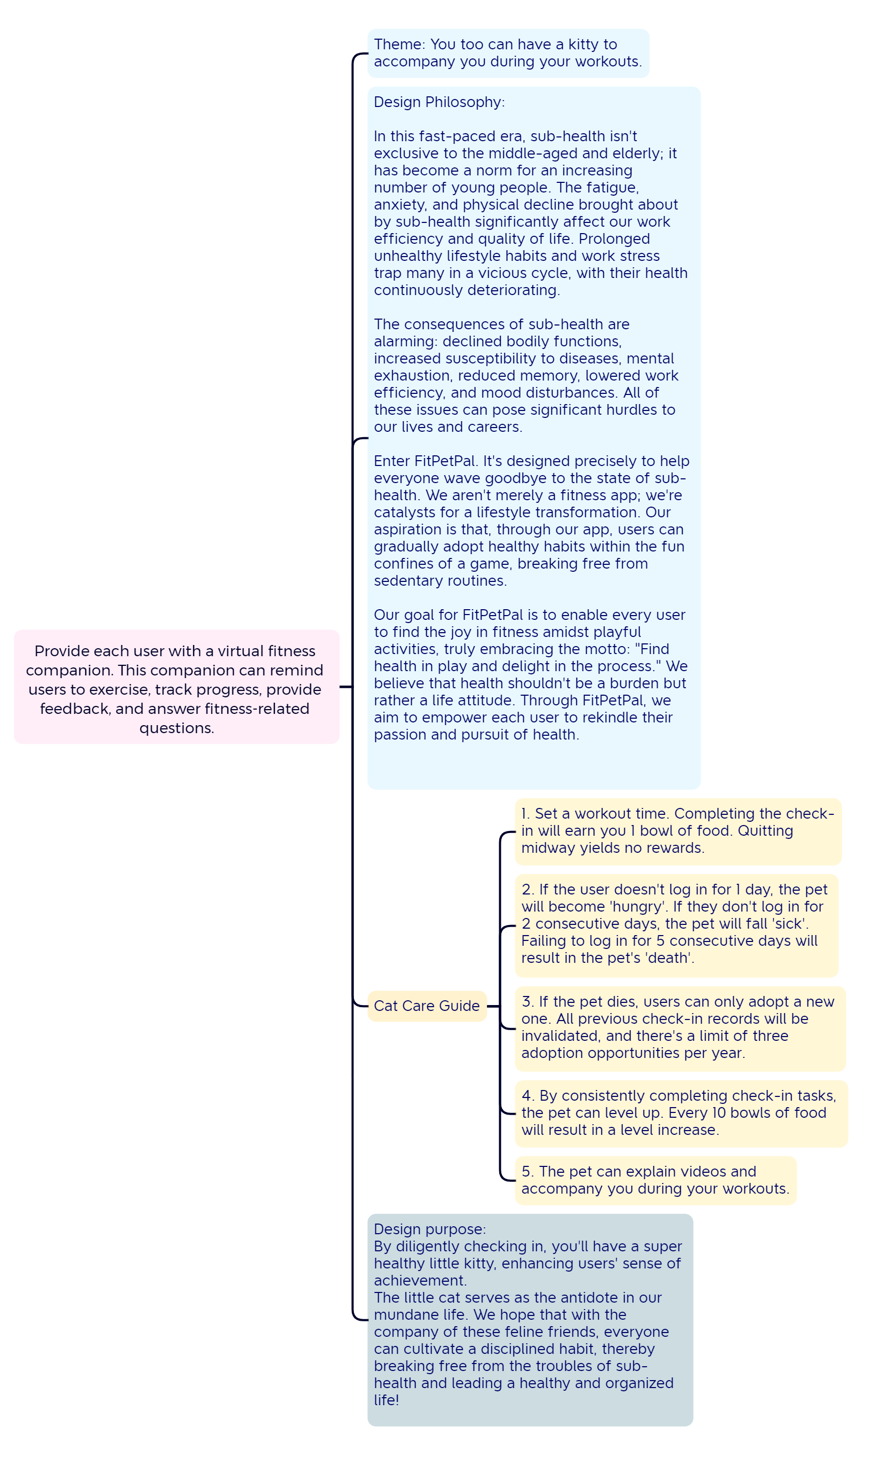 Theme: You too can have a kitty to
accompany you during your workouts.
Design Philosophy:
In this fast-paced era, sub-health isn't
exclusive to the middle-aged and elderly; it
has become a norm for an increasing
number of young people. The fatigue,
anxiety, and physical decline brought about
by sub-health significantly affect our work
efficiency and quality of life. Prolonged
unhealthy lifestyle habits and work stress
trap many in a vicious cycle, with their health
continuously deteriorating.
The consequences of sub-health are
alarming: declined bodily functions,
increased susceptibility to diseases, mental
exhaustion, reduced memory, lowered work
efficiency, and mood disturbances. All of
these issues can pose significant hurdles to
our lives and careers.
Enter FitPetPal. It's designed precisely to help
everyone wave goodbye to the state of sub-
health. We aren't merely a fitness app; we're
catalysts for a lifestyle transformation. Our
aspiration is that, through our app, users can
gradually adopt healthy habits within the fun
confines of a game, breaking free from
sedentary routines.
Our goal for FitPetPal is to enable every user
to find the joy in fitness amidst playful
activities, truly embracing the motto: "Find
health in play and delight in the process." We
believe that health shouldn't be a burden but
rather a life attitude. Through FitPetPal, we
aim to empower each user to rekindle their
passion and pursuit of health.
Provide each user with a virtual fitness
companion. This companion can remind
users to exercise, track progress, provide
feedback, and answer fitness-related
questions.
1. Set a workout time. Completing the check-
in will earn you 1 bowl of food. Quitting
midway yields no rewards.
2. If the user doesn't log in for 1 day, the pet
will become 'hungry'. If they don't log in for
2 consecutive days, the pet will fall 'sick'.
Failing to log in for 5 consecutive days will
result in the pet's 'death'.
Cat Care Guide
3. If the pet dies, users can only adopt a new
one. All previous check-in records will be
invalidated, and there's a limit of three
adoption opportunities per year.
4. By consistently completing check-in tasks,
the pet can level up. Every 10 bowls of food
will result in a level increase.
5. The pet can explain videos and
accompany you during your workouts.
Design purpose:
By diligently checking in, you'll have a super
healthy little kitty, enhancing users' sense of
achievement.
The little cat serves as the antidote in our
mundane life. We hope that with the
company of these feline friends, everyone
can cultivate a disciplined habit, thereby
breaking free from the troubles of sub-
health and leading a healthy and organized
life!